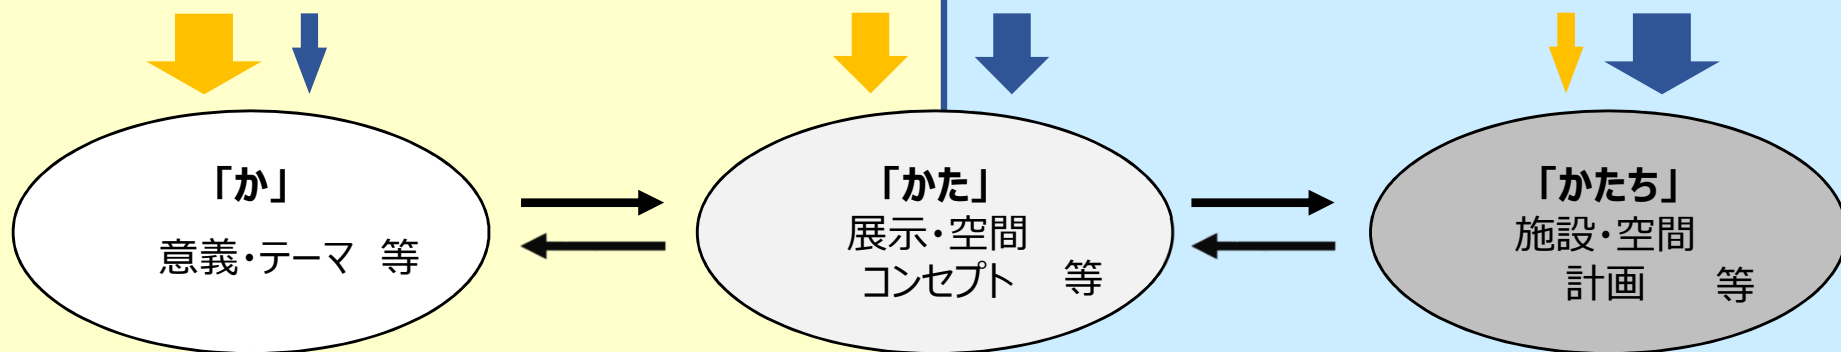 「か」
意義・テーマ 等
「かた」
展示・空間
コンセプト 等
「かたち」
施設・空間
計画 等